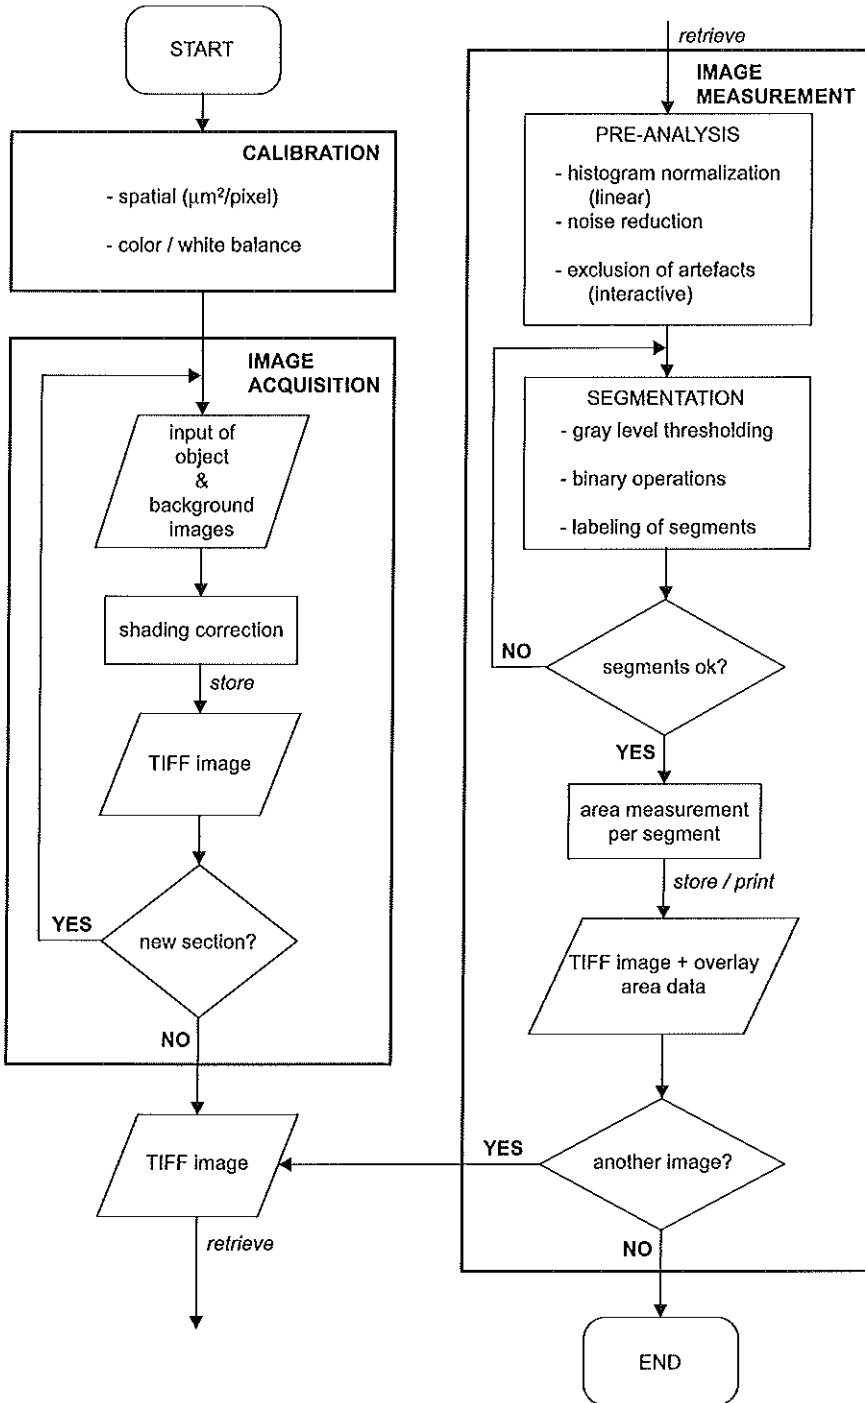 START
CALIBRATION
- spatial (µm²/pixel)
- color / white balance
IMAGE
ACQUISITION
input of
object
&
background
images
shading correction
store
TIFF image
YES
new section?
NO
TIFF image
retrieve
retrieve
IMAGE
MEASUREMENT
PRE-ANALYSIS
- histogram normalization
(linear)
- noise reduction
- exclusion of artefacts
(interactive)
SEGMENTATION
- gray level thresholding
- binary operations
- labeling of segments
NO
segments ok?
YES
area measurement
per segment
store / print
TIFF image + overlay
area data
YES
another image?
NO
END